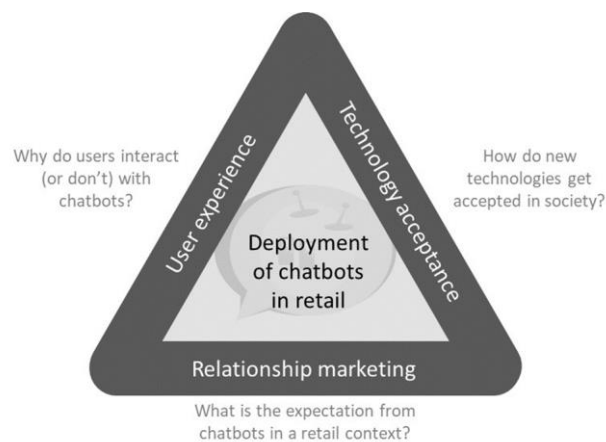 Why do users interact
(or don't) with
chatbots?
User experience
Technology acceptance
How do new
technologies get
accepted in society?
Deployment
of chatbots
in retail
Relationship marketing
What is the expectation from
chatbots in a retail context?